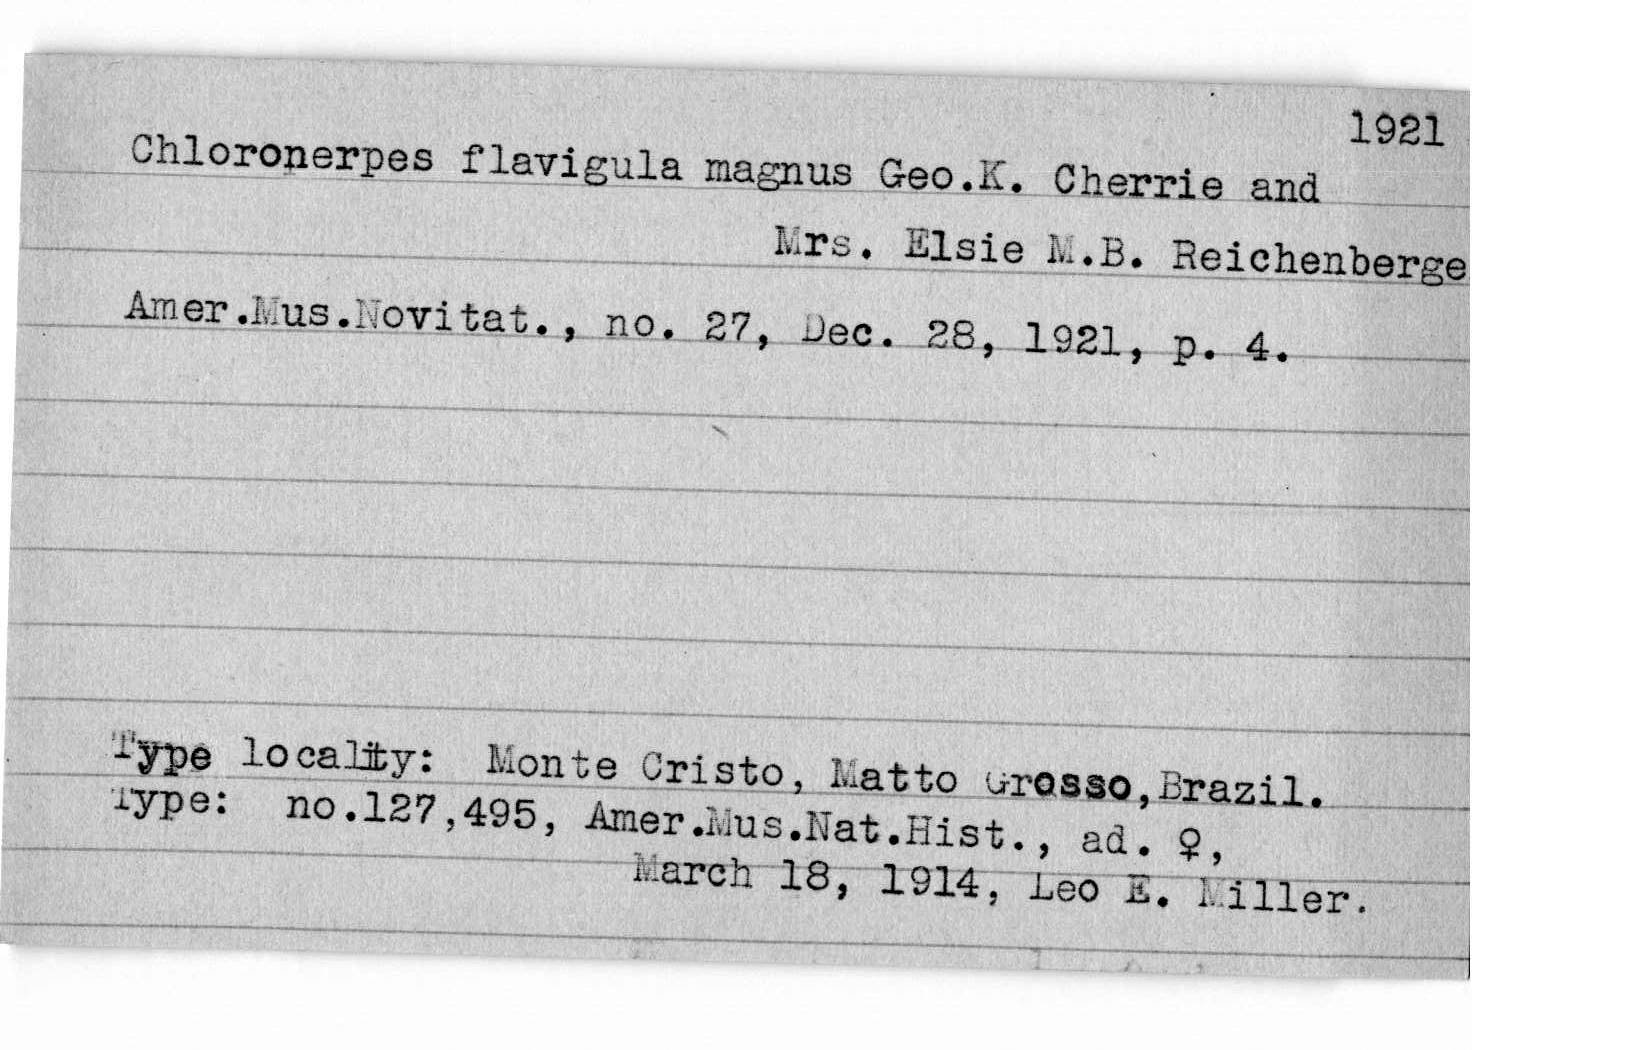 1921
Chloronerpes flavigula magnus Geo.K. Cherrie and
Mrs. Elsie M.B. Reichenberge
Amer.Mus.Novitat., no. 27, Dec. 28, 1921, p. 4.
Type locality: Monte Cristo, Matto Grosso,Brazil.
Type: no.127,495, Amer.Mus.Nat.Hist., ad. ♀,
March 18, 1914, Leo E. Miller.